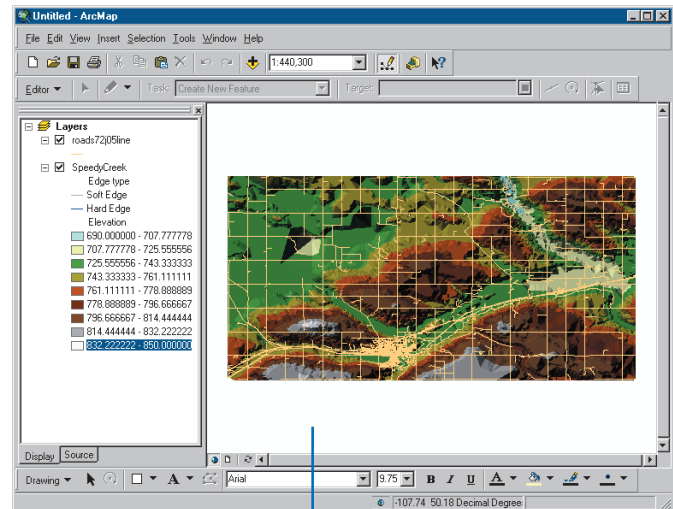 Untitled - ArcMap
File Edit View Insert Selection Tools Window Help
1:440,300
Editor Task: Create New Feature Target:
Layers
roads72j05line
SpeedyCreek
Edge type
Soft Edge
Hard Edge
Elevation
690.000000 - 707.777778
707.777778 - 725.555556
725.555556 - 743.333333
743.333333 - 761.111111
761.111111 - 778.888889
778.888889 - 796.666667
796.666667 - 814.444444
814.444444 - 832.222222
832.222222 - 850.000000
Display Source
Drawing A Arial 9.75 B I U A
-107.74 50.18 Decimal Degree